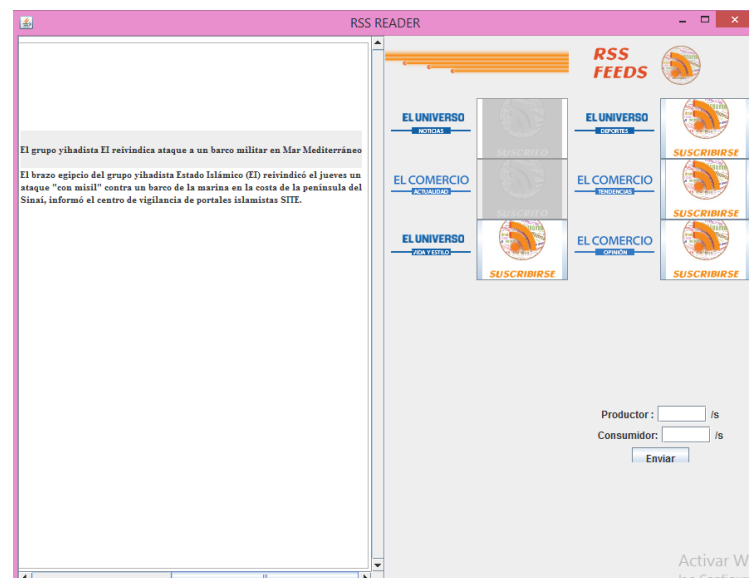 RSS READER
El grupo yihadista EI reivindica ataque a un barco militar en Mar Mediterráneo
El brazo egipcio del grupo yihadista Estado Islámico (EI) reivindicó el jueves un
ataque "con misil" contra un barco de la marina en la costa de la península del
Sinaí, informó el centro de vigilancia de portales islamistas SITE.
RSS
FEEDS
EL UNIVERSO
NOTICIAS
SUSCRITO
EL UNIVERSO
DEPORTES
SUSCRIBIRSE
EL COMERCIO
ACTUALIDAD
SUSCRITO
EL COMERCIO
TENDENCIAS
SUSCRIBIRSE
EL UNIVERSO
VIDA Y ESTILO
SUSCRIBIRSE
EL COMERCIO
OPINIÓN
SUSCRIBIRSE
Productor : /s
Consumidor: /s
Enviar
Activar W